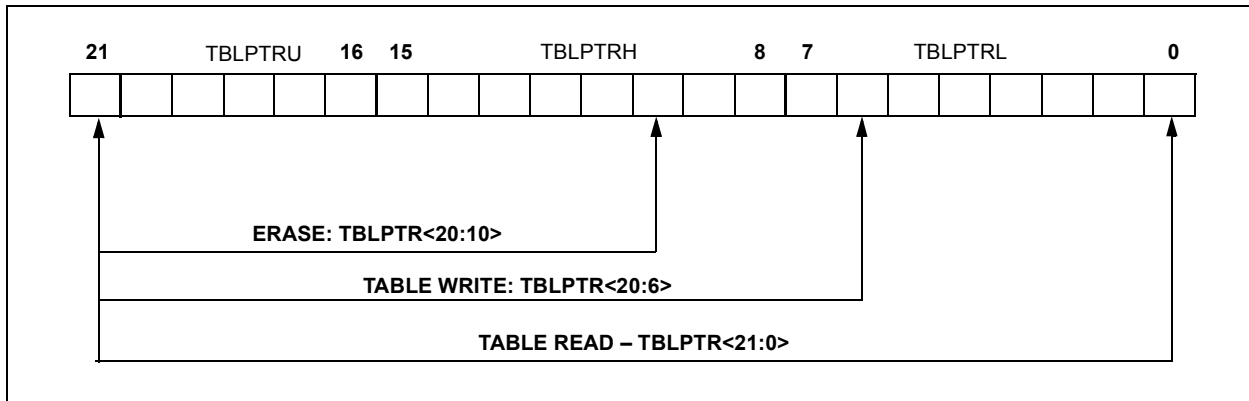 21 TBLPTRU 16 15 TBLPTRH 8 7 TBLPTRL 0
ERASE: TBLPTR<20:10>
TABLE WRITE: TBLPTR<20:6>
TABLE READ – TBLPTR<21:0>